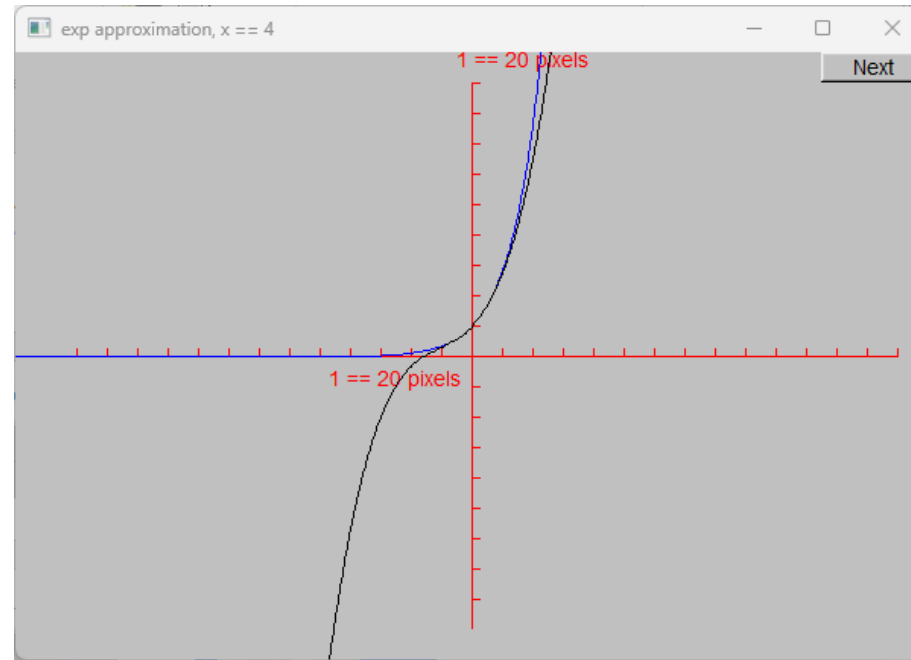 exp approximation, x == 4
1 == 20 pixels
Next
1 == 20 pixels